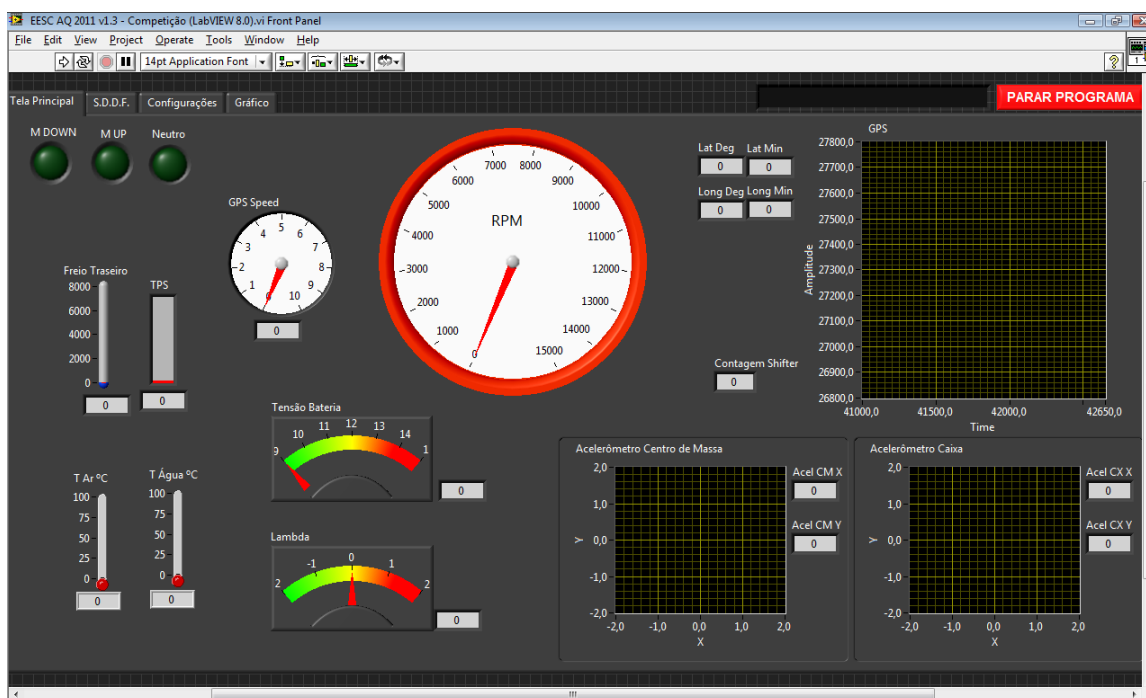 EESC AQ 2011 v1.3 - Competição (LabVIEW 8.0).vi Front Panel
File Edit View Project Operate Tools Window Help
14pt Application Font
1
Tela Principal S.D.D.F. Configurações Gráfico
PARAR PROGRAMA
M DOWN M UP Neutro
GPS Speed
0 1 2 3 4 5 6 7 8 9 10
0
RPM
0 1000 2000 3000 4000 5000 6000 7000 8000 9000 10000 11000 12000 13000 14000 15000
Lat Deg Lat Min
0 0
Long Deg Long Min
0 0
GPS
27800,0
27700,0
27600,0
27500,0
27400,0
27300,0
27200,0
27100,0
27000,0
26900,0
26800,0
Amplitude
41000,0 41500,0 42000,0 42650,0
Time
Freio Traseiro
8000
6000
4000
2000
0
0
TPS
0
Contagem Shifter
0
Tensão Bateria
9 10 11 12 13 14 1
0
T Ar ºC
100
75
50
25
0
0
T Água ºC
100
75
50
25
0
0
Lambda
2 -1 0 1 2
0
Acelerômetro Centro de Massa
2,0
1,0
0,0
-1,0
-2,0
Y
-2,0 -1,0 0,0 1,0 2,0
X
Acel CM X
0
Acel CM Y
0
Acelerômetro Caixa
2,0
1,0
0,0
-1,0
-2,0
Y
-2,0 -1,0 0,0 1,0 2,0
X
Acel CX X
0
Acel CX Y
0